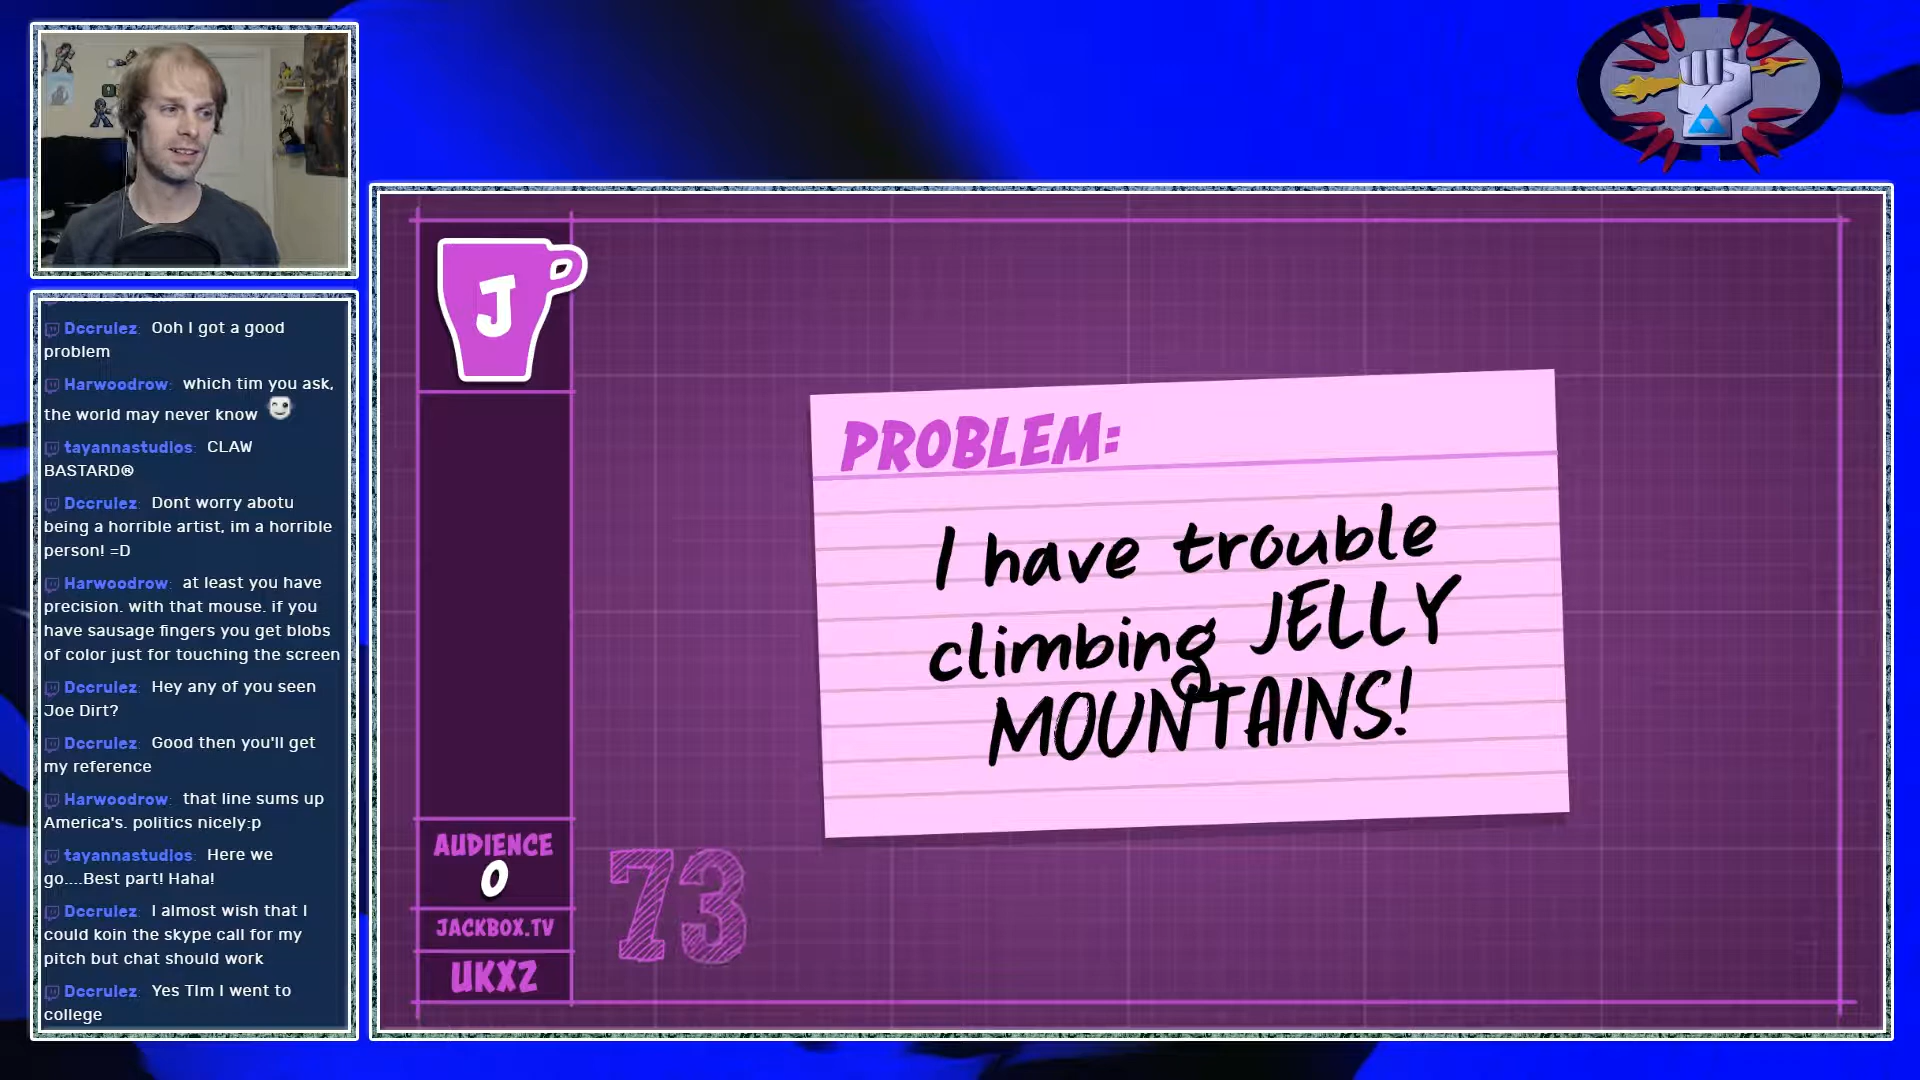 Dccrulez: Ooh I got a good
problem
Harwoodrow: which tim you ask,
the world may never know
tayannastudios: CLAW
BASTARD®
Dccrulez: Dont worry abotu
being a horrible artist, im a horrible
person! =D
Harwoodrow: at least you have
precision. with that mouse. if you
have sausage fingers you get blobs
of color just for touching the screen
Dccrulez: Hey any of you seen
Joe Dirt?
Dccrulez: Good then you'll get
my reference
Harwoodrow: that line sums up
America's. politics nicely:p
tayannastudios: Here we
go....Best part! Haha!
Dccrulez: I almost wish that I
could koin the skype call for my
pitch but chat should work
Dccrulez: Yes TIm I went to
college
J
AUDIENCE
0
JACKBOX.TV
UKXZ
73
PROBLEM:
I have trouble
climbing JELLY
MOUNTAINS!